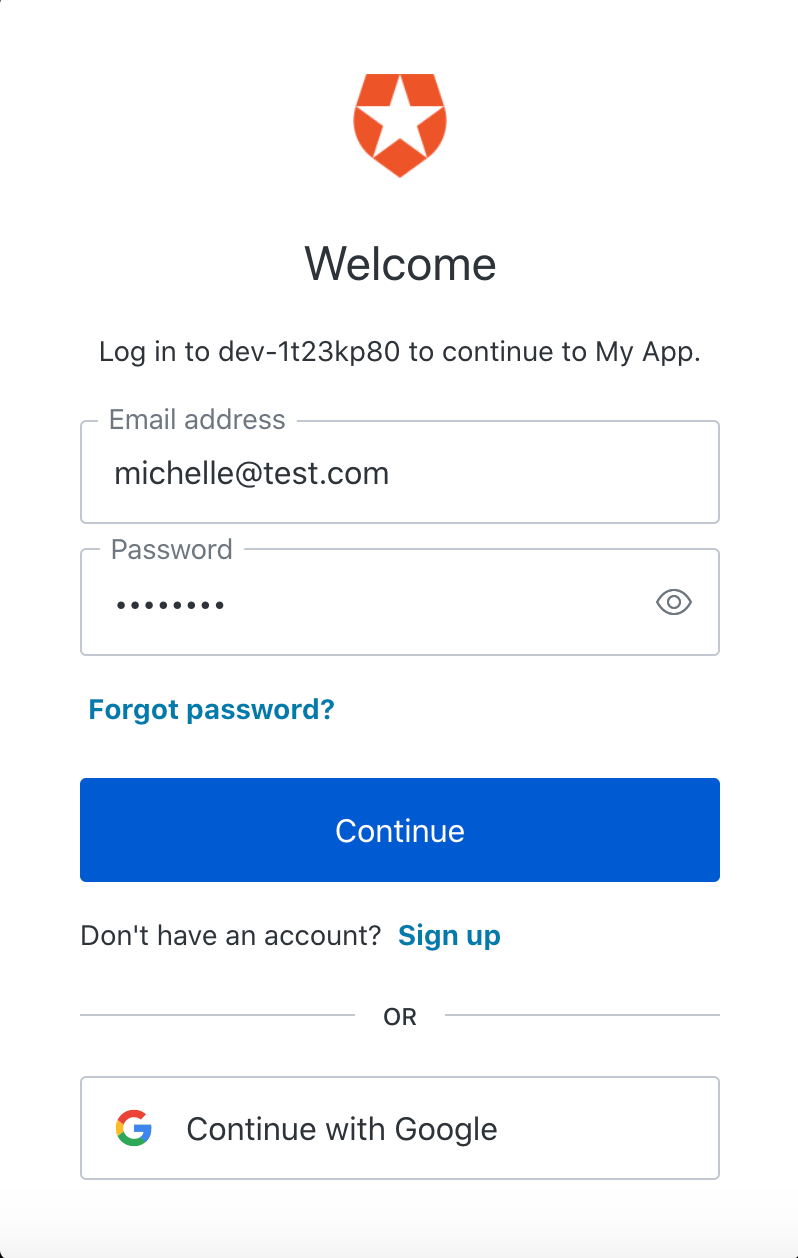 Welcome
Log in to dev-1t23kp80 to continue to My App.
Email address
michelle@test.com
Password
••••••••
Forgot password?
Continue
Don't have an account? Sign up
OR
Continue with Google